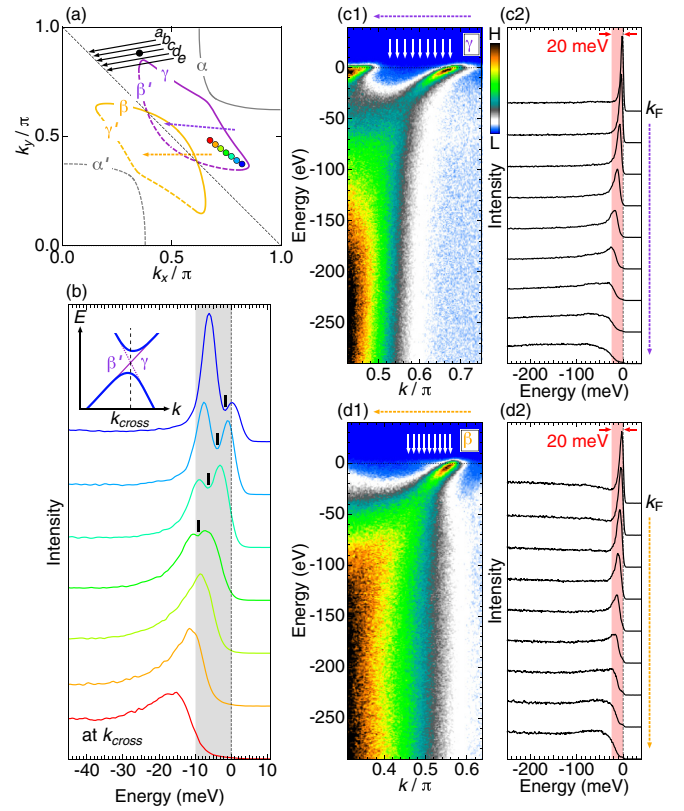 (a)
1.0
0.5
0.0
k_y / π
0.0
0.5
1.0
k_x / π
a
b
c
d
e
α
γ
β′
β
γ′
α′
(b)
E
β′
γ
k
k_cross
Intensity
at k_cross
-40
-30
-20
-10
0
10
Energy (meV)
(c1)
γ
H
L
0
-50
-100
-150
-200
-250
Energy (eV)
0.5
0.6
0.7
k / π
(c2)
20 meV
k_F
Intensity
-200
-100
0
Energy (meV)
(d1)
β
0
-50
-100
-150
-200
-250
Energy (eV)
0.4
0.5
0.6
k / π
(d2)
20 meV
k_F
Intensity
-200
-100
0
Energy (meV)